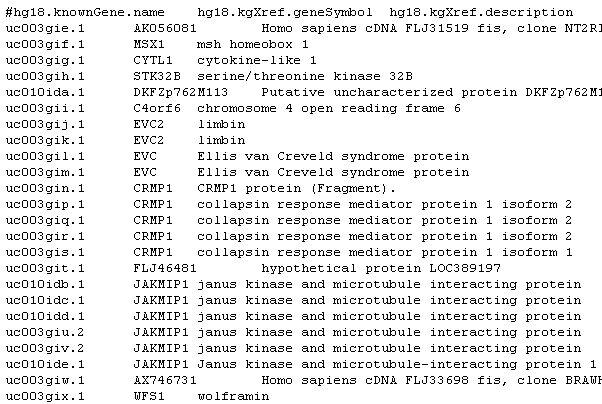 #hg18.knownGene.name hg18.kgXref.geneSymbol hg18.kgXref.description
uc003gie.1 AK056081 Homo sapiens cDNA FLJ31519 fis, clone NT2RI
uc003gif.1 MSX1 msh homeobox 1
uc003gig.1 CYTL1 cytokine-like 1
uc003gih.1 STK32B serine/threonine kinase 32B
uc010ida.1 DKFZp762M113 Putative uncharacterized protein DKFZp762M1
uc003gii.1 C4orf6 chromosome 4 open reading frame 6
uc003gij.1 EVC2 limbin
uc003gik.1 EVC2 limbin
uc003gil.1 EVC Ellis van Creveld syndrome protein
uc003gim.1 EVC Ellis van Creveld syndrome protein
uc003gin.1 CRMP1 CRMP1 protein (Fragment).
uc003gip.1 CRMP1 collapsin response mediator protein 1 isoform 2
uc003giq.1 CRMP1 collapsin response mediator protein 1 isoform 2
uc003gir.1 CRMP1 collapsin response mediator protein 1 isoform 2
uc003gis.1 CRMP1 collapsin response mediator protein 1 isoform 1
uc003git.1 FLJ46481 hypothetical protein LOC389197
uc010idb.1 JAKMIP1 janus kinase and microtubule interacting protein
uc010idc.1 JAKMIP1 janus kinase and microtubule interacting protein
uc010idd.1 JAKMIP1 janus kinase and microtubule interacting protein
uc003giu.2 JAKMIP1 janus kinase and microtubule interacting protein
uc003giv.2 JAKMIP1 janus kinase and microtubule interacting protein
uc010ide.1 JAKMIP1 Janus kinase and microtubule-interacting protein 1
uc003giw.1 AX746731 Homo sapiens cDNA FLJ33698 fis, clone BRAWH
uc003gix.1 WFS1 wolframin